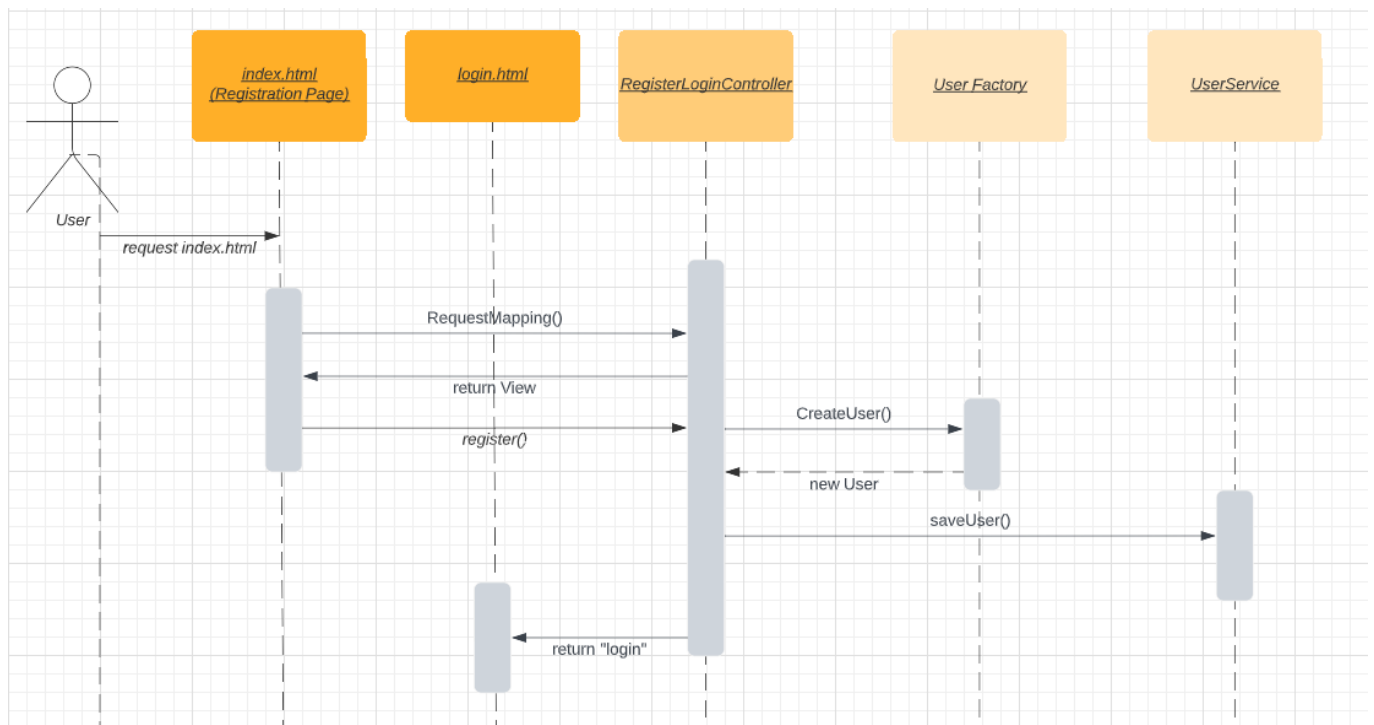 index.html
(Registration Page)
login.html
RegisterLoginController
User Factory
UserService
User
request index.html
RequestMapping()
return View
CreateUser()
register()
new User
saveUser()
return "login"